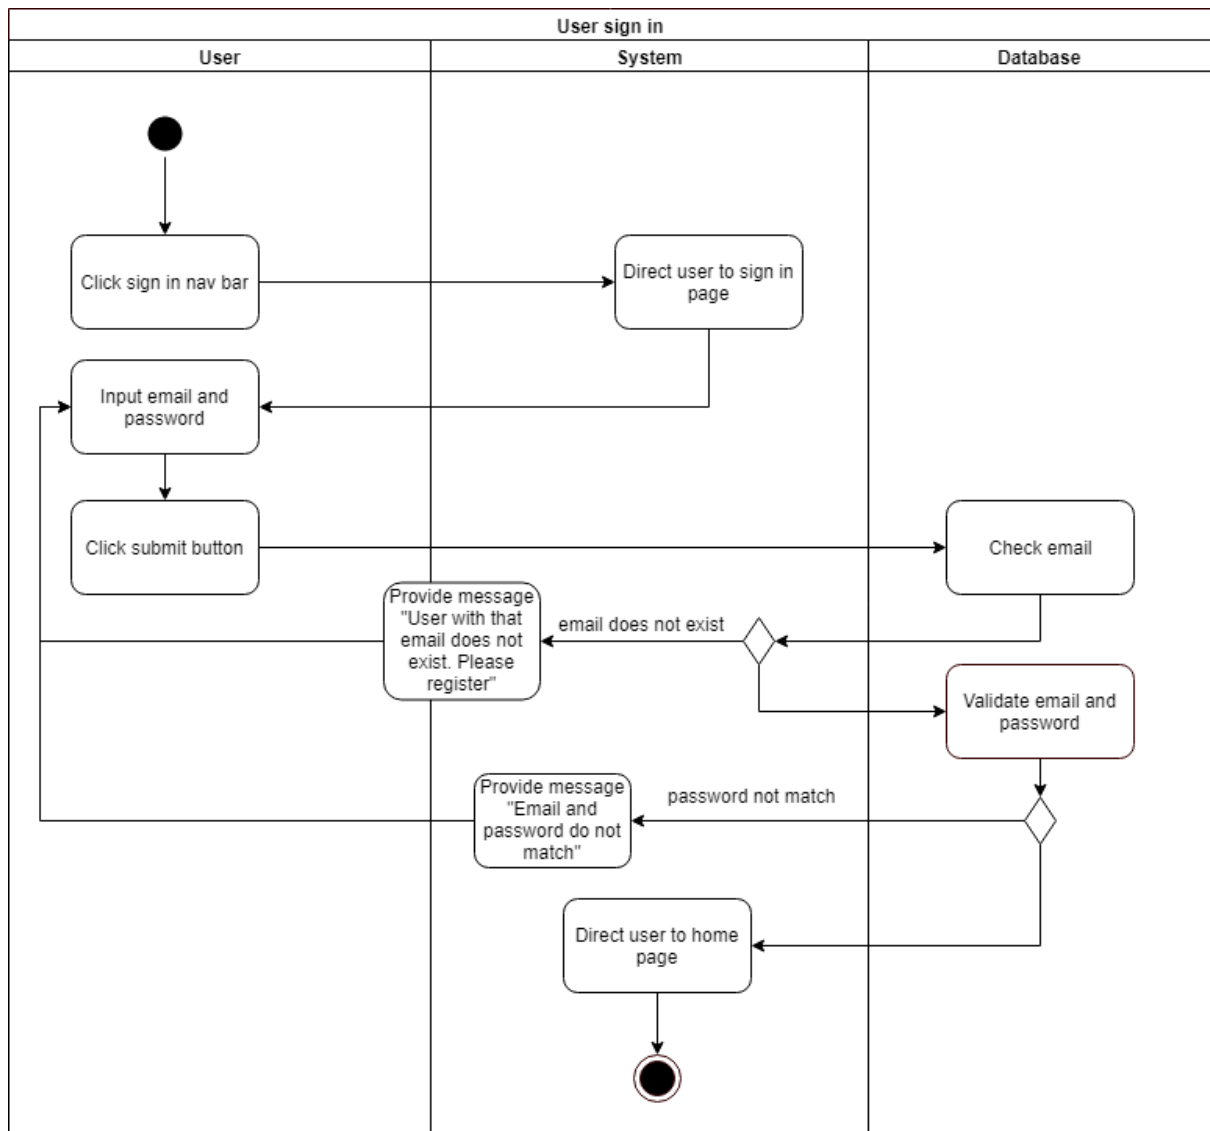 User sign in
User
System
Database
Click sign in nav bar
Direct user to sign in
page
Input email and
password
Click submit button
Check email
Provide message
"User with that
email does not
exist. Please
register"
email does not exist
Validate email and
password
Provide message
"Email and
password do not
match"
password not match
Direct user to home
page